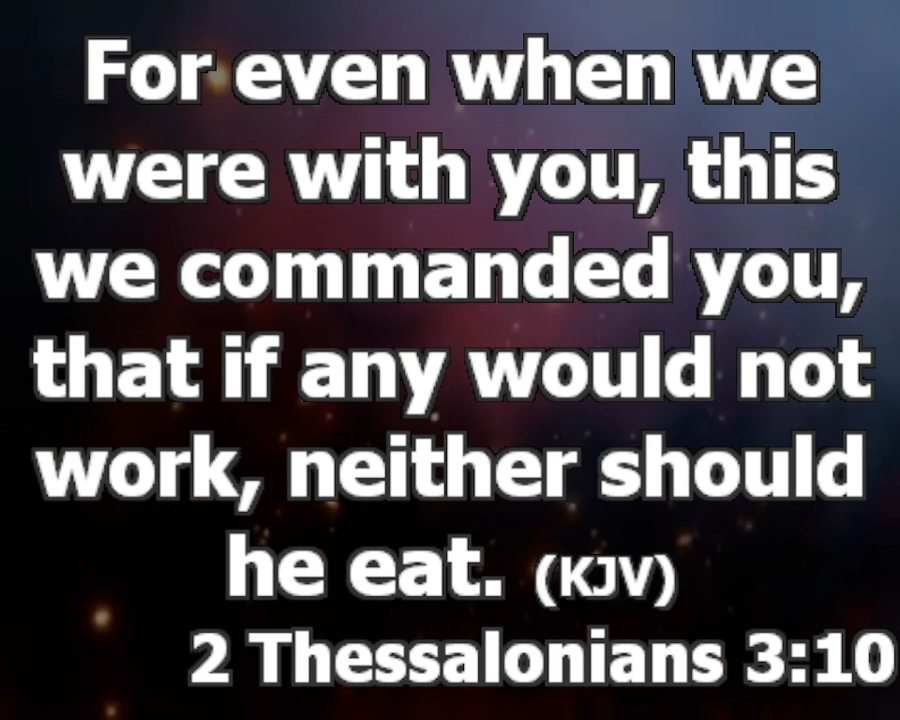 For even when we
were with you, this
we commanded you,
that if any would not
work, neither should
he eat. (KJV)
2 Thessalonians 3:10